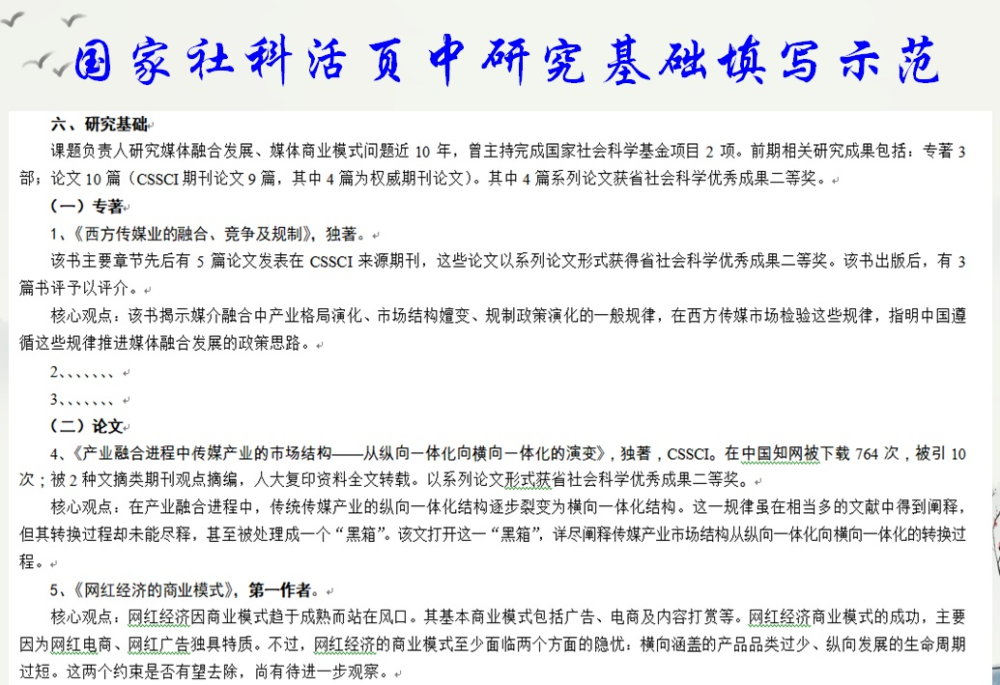 国家社科活页中研究基础填写示范
六、研究基础
课题负责人研究媒体融合发展、媒体商业模式问题近 10 年，曾主持完成国家社会科学基金项目 2 项。前期相关研究成果包括：专著 3
部；论文 10 篇（CSSCI 期刊论文 9 篇，其中 4 篇为权威期刊论文）。其中 4 篇系列论文获省社会科学优秀成果二等奖。
（一）专著
1、《西方传媒业的融合、竞争及规制》，独著。
该书主要章节先后有 5 篇论文发表在 CSSCI 来源期刊，这些论文以系列论文形式获得省社会科学优秀成果二等奖。该书出版后，有 3
篇书评予以评介。
核心观点：该书揭示媒介融合中产业格局演化、市场结构嬗变、规制政策演化的一般规律，在西方传媒市场检验这些规律，指明中国遵
循这些规律推进媒体融合发展的政策思路。
2、、、、、、、
3、、、、、、、
（二）论文
4、《产业融合进程中传媒产业的市场结构——从纵向一体化向横向一体化的演变》，独著，CSSCI。在中国知网被下载 764 次，被引 10
次；被 2 种文摘类期刊观点摘编，人大复印资料全文转载。以系列论文形式获省社会科学优秀成果二等奖。
核心观点：在产业融合进程中，传统传媒产业的纵向一体化结构逐步裂变为横向一体化结构。这一规律虽在相当多的文献中得到阐释，
但其转换过程却未能尽释，甚至被处理成一个“黑箱”。该文打开这一“黑箱”，详尽阐释传媒产业市场结构从纵向一体化向横向一体化的转换过
程。
5、《网红经济的商业模式》，第一作者。
核心观点：网红经济因商业模式趋于成熟而站在风口。其基本商业模式包括广告、电商及内容打赏等。网红经济商业模式的成功，主要
因为网红电商、网红广告独具特质。不过，网红经济的商业模式至少面临两个方面的隐忧：横向涵盖的产品品类过少、纵向发展的生命周期
过短。这两个约束是否有望去除，尚有待进一步观察。